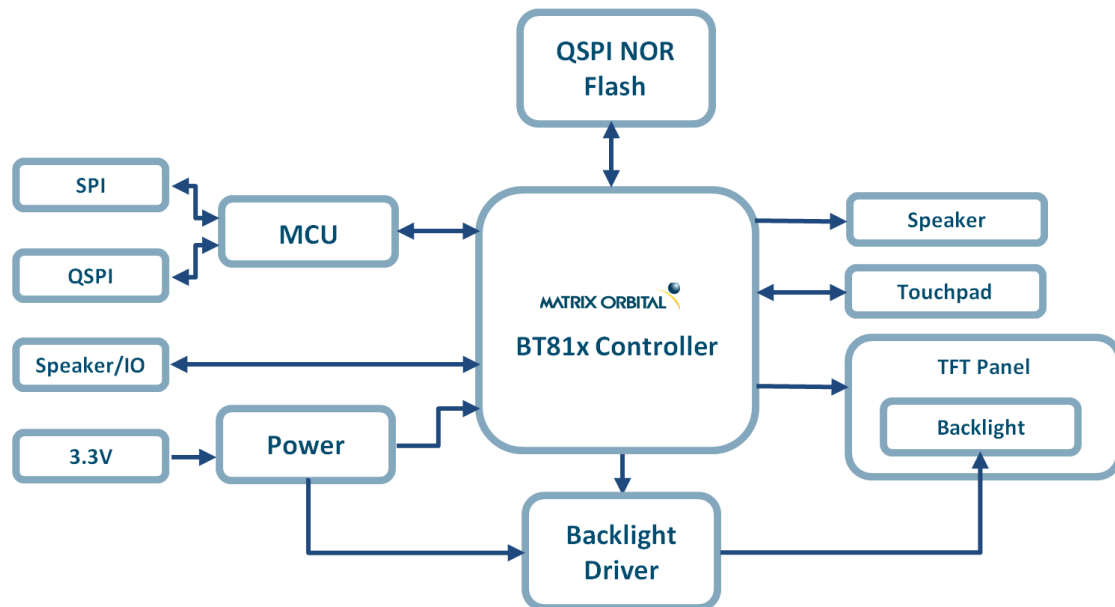 QSPI NOR
Flash
SPI
MCU
QSPI
Speaker
Touchpad
MATRIX ORBITAL
BT81x Controller
Speaker/IO
TFT Panel
Backlight
3.3V
Power
Backlight
Driver